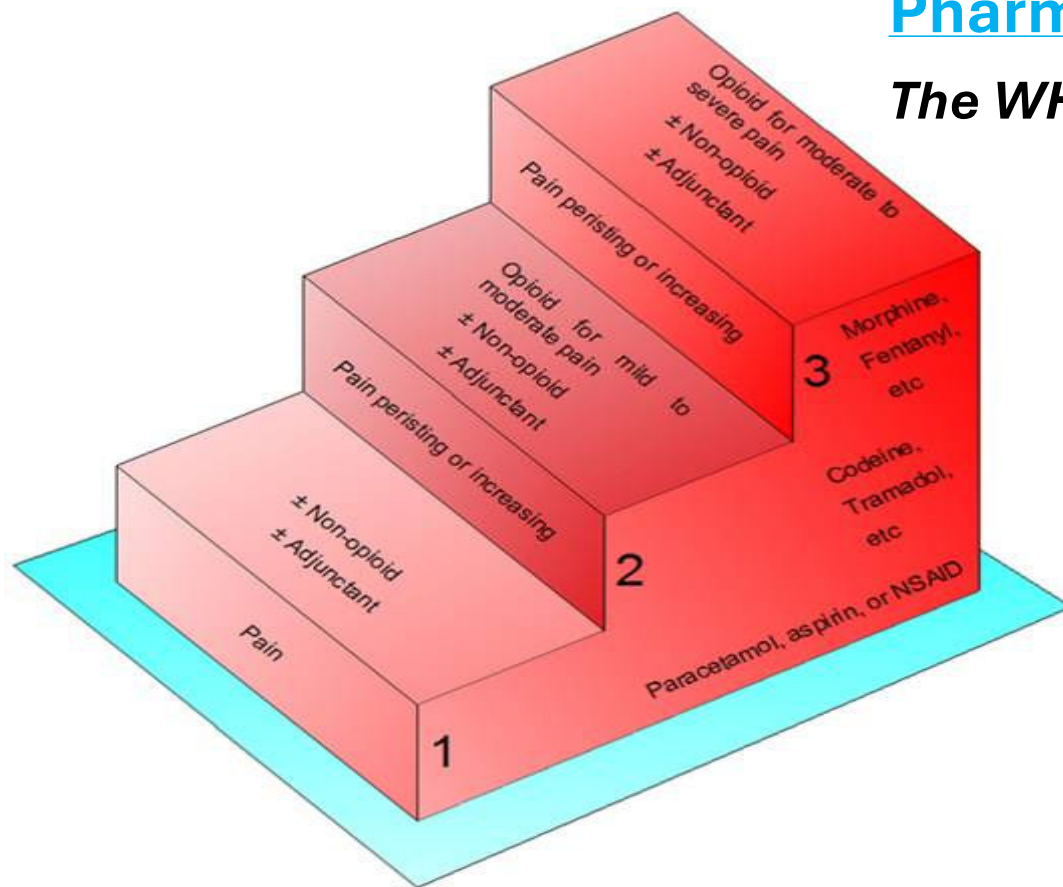 Pharm
The WH
Opioid for moderate to
severe pain
± Non-opioid
± Adjunctant
Pain peristing or increasing
3
Morphine,
Fentanyl,
etc
Opioid for mild to
moderate pain
± Non-opioid
± Adjunctant
Pain peristing or increasing
2
Codeine,
Tramadol,
etc
± Non-opioid
± Adjunctant
Pain
1
Paracetamol, aspirin, or NSAID